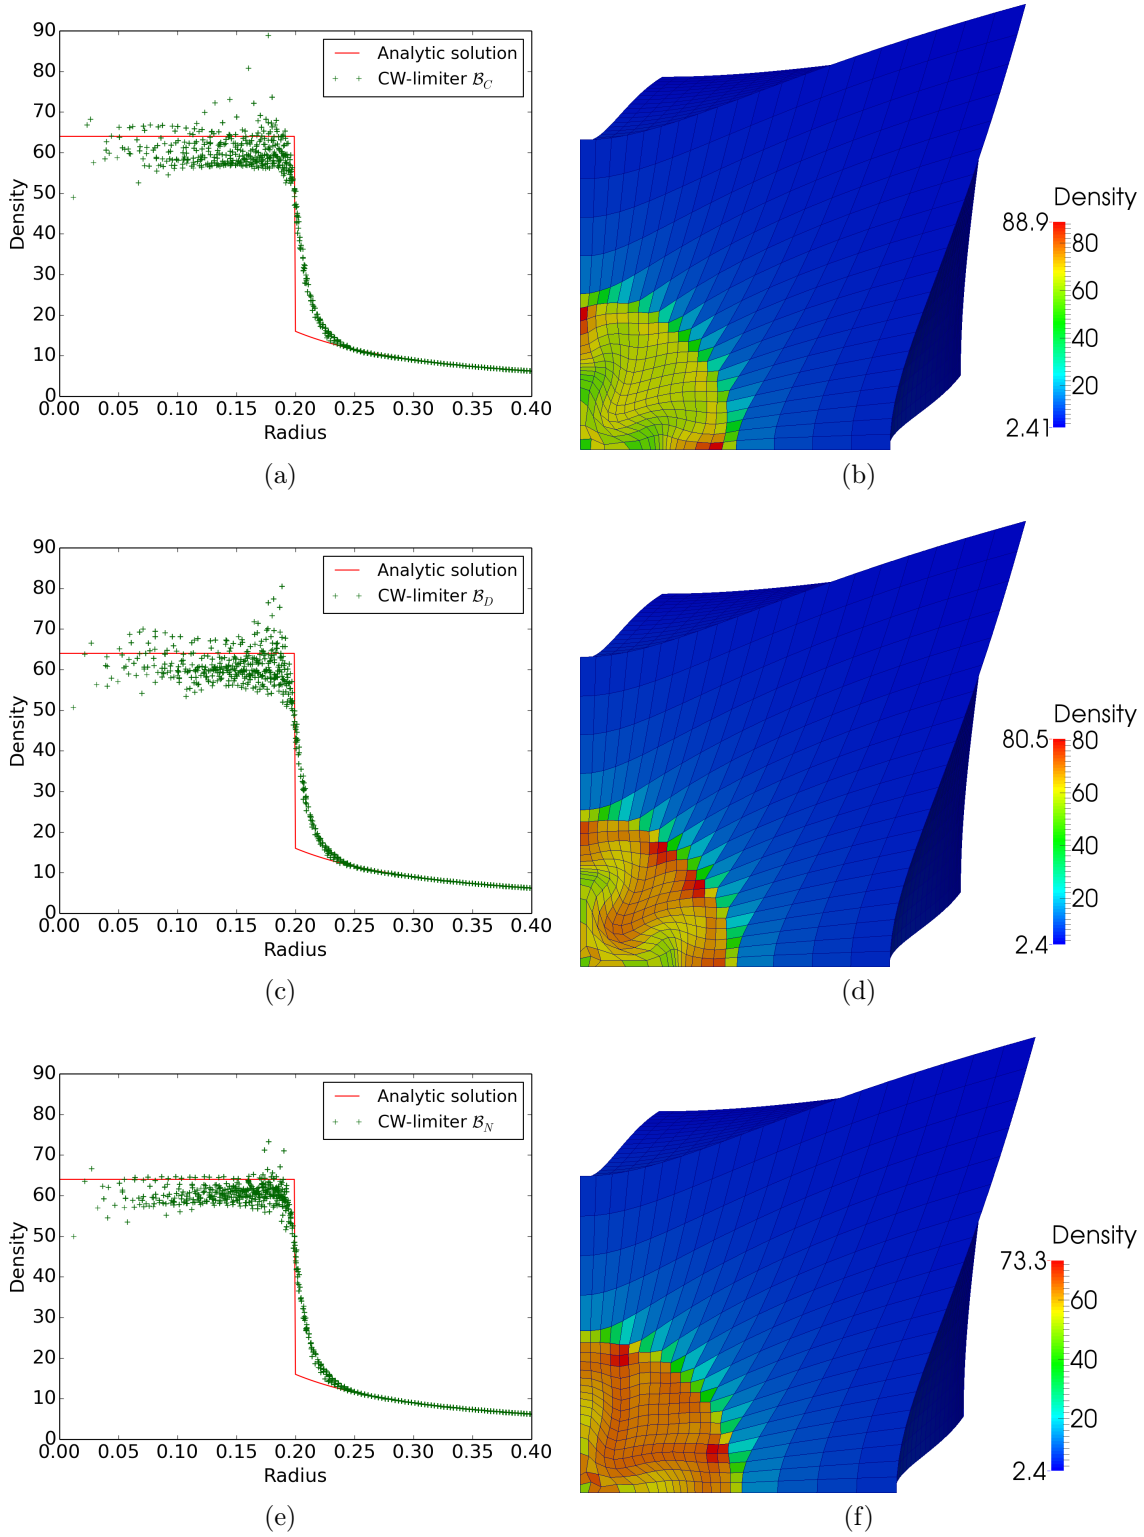 90
80
70
60
50
40
30
20
10
0
Density
0.00 0.05 0.10 0.15 0.20 0.25 0.30 0.35 0.40
Radius
Analytic solution
CW-limiter 𝓑_C
(a)
Density
88.9
80
60
40
20
2.41
(b)
90
80
70
60
50
40
30
20
10
0
Density
0.00 0.05 0.10 0.15 0.20 0.25 0.30 0.35 0.40
Radius
Analytic solution
CW-limiter 𝓑_D
(c)
Density
80.5
80
60
40
20
2.4
(d)
90
80
70
60
50
40
30
20
10
0
Density
0.00 0.05 0.10 0.15 0.20 0.25 0.30 0.35 0.40
Radius
Analytic solution
CW-limiter 𝓑_N
(e)
Density
73.3
60
40
20
2.4
(f)